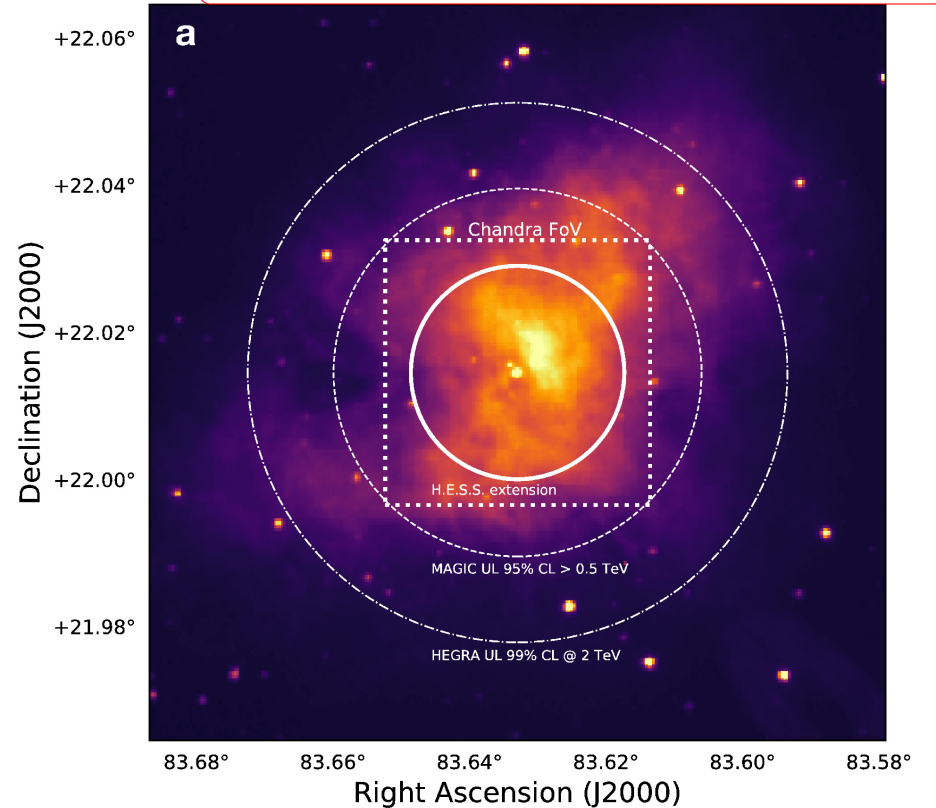 a
+22.06°
+22.04°
+22.02°
+22.00°
+21.98°
Declination (J2000)
Chandra FoV
H.E.S.S. extension
MAGIC UL 95% CL > 0.5 TeV
HEGRA UL 99% CL @ 2 TeV
83.68° 83.66° 83.64° 83.62° 83.60° 83.58°
Right Ascension (J2000)